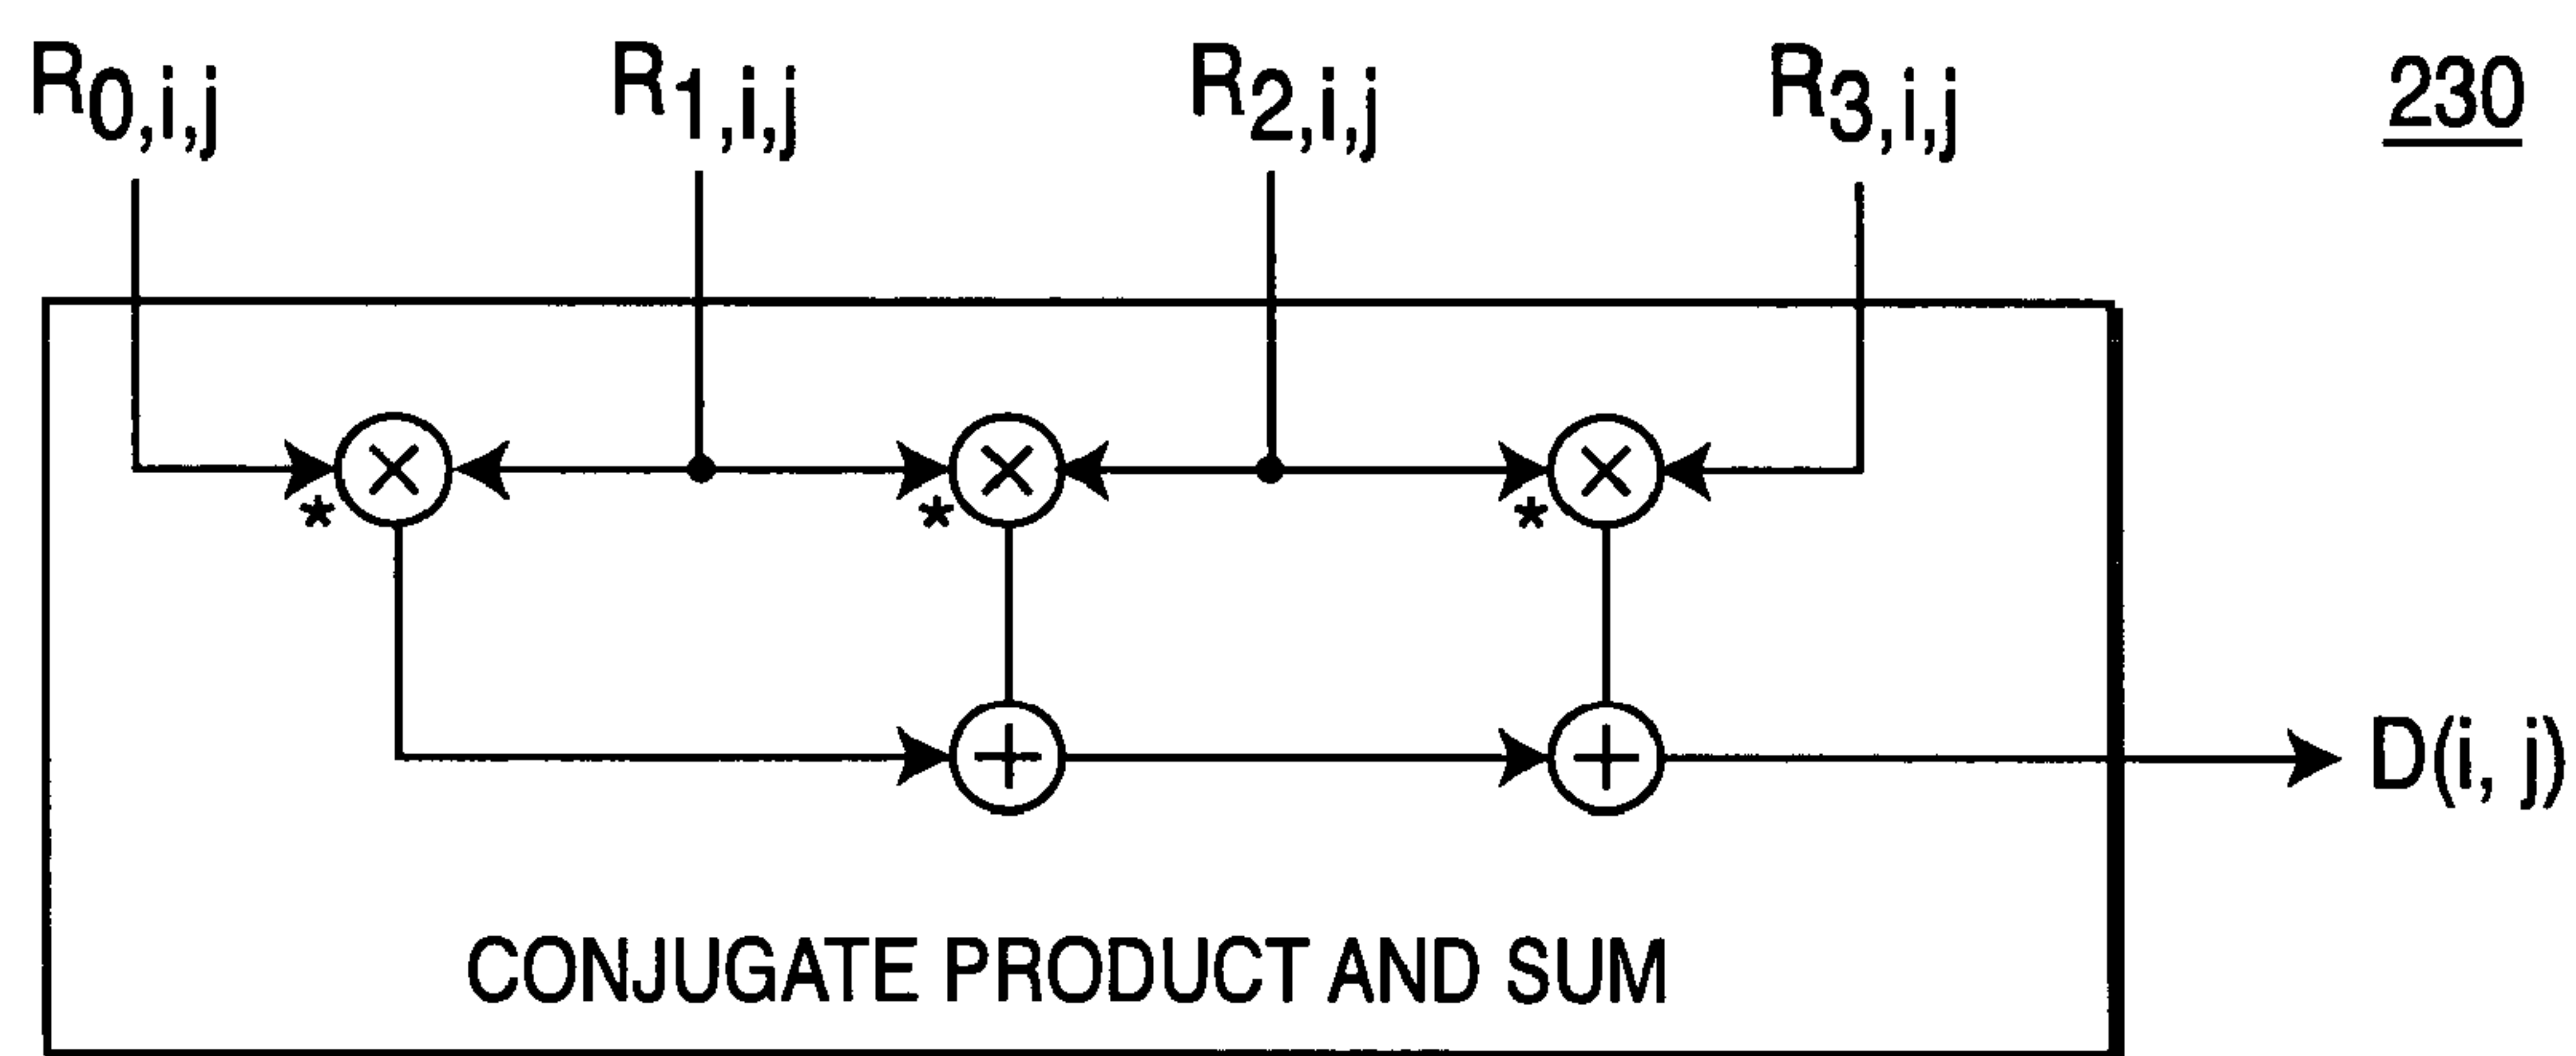 R0,i,j R1,i,j R2,i,j R3,i,j 230
* * *
D(i, j)
CONJUGATE PRODUCT AND SUM